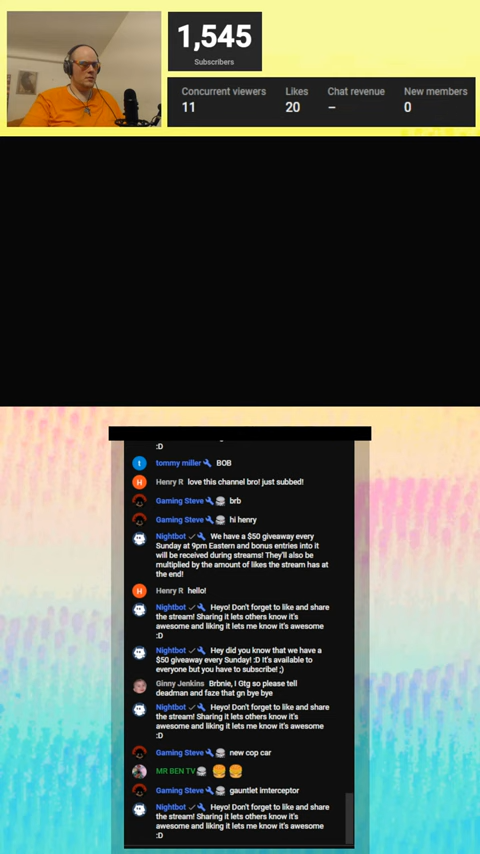 1,545
Subscribers
Concurrent viewers Likes Chat revenue New members
11 20 – 0
:D
t tommy miller BOB
H Henry R love this channel bro! just subbed!
Gaming Steve brb
Gaming Steve hi henry
Nightbot We have a $50 giveaway every
Sunday at 9pm Eastern and bonus entries into it
will be received during streams! They'll also be
multiplied by the amount of likes the stream has at
the end!
H Henry R hello!
Nightbot Heyo! Don't forget to like and share
the stream! Sharing it lets others know it's
awesome and liking it lets me know it's awesome
:D
Nightbot Hey did you know that we have a
$50 giveaway every Sunday! :D It's available to
everyone but you have to subscribe! ;)
Ginny Jenkins Brbnie, I Gtg so please tell
deadman and faze that gn bye bye
Nightbot Heyo! Don't forget to like and share
the stream! Sharing it lets others know it's
awesome and liking it lets me know it's awesome
:D
Gaming Steve new cop car
MR BEN TV
Gaming Steve gauntlet imterceptor
Nightbot Heyo! Don't forget to like and share
the stream! Sharing it lets others know it's
awesome and liking it lets me know it's awesome
:D